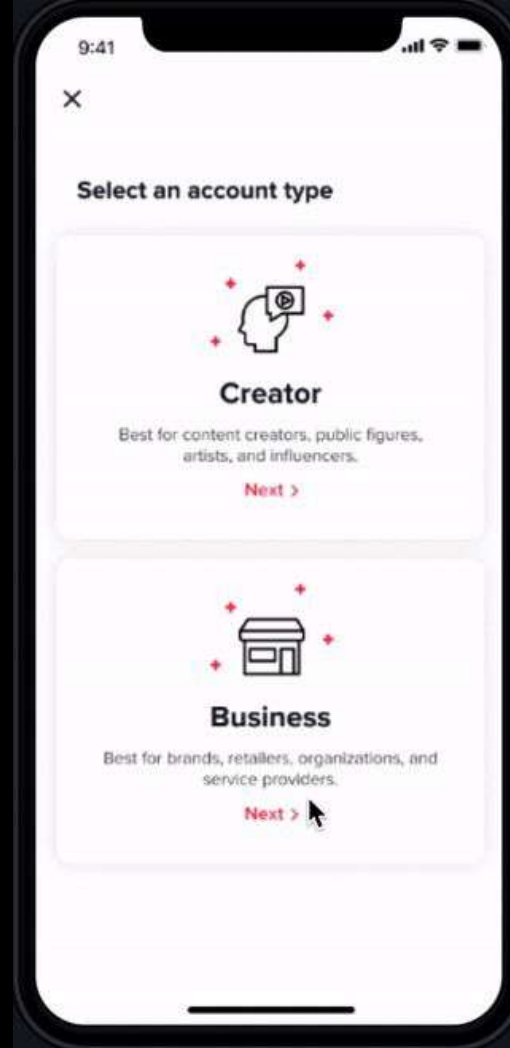 9:41
Select an account type
Creator
Best for content creators, public figures,
artists, and influencers.
Next >
Business
Best for brands, retailers, organizations, and
service providers.
Next >